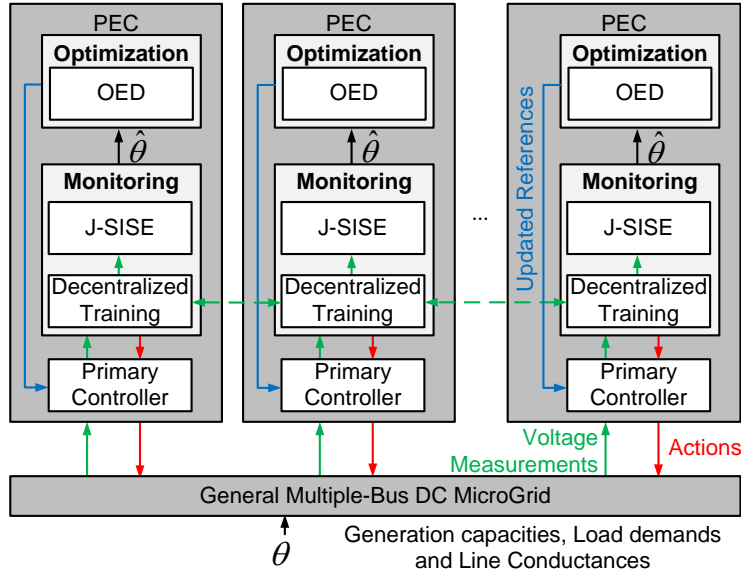 PEC
Optimization
OED
θ̂
Monitoring
J-SISE
Decentralized
Training
Primary
Controller
PEC
Optimization
OED
θ̂
Monitoring
J-SISE
Decentralized
Training
Primary
Controller
...
Updated References
PEC
Optimization
OED
θ̂
Monitoring
J-SISE
Decentralized
Training
Primary
Controller
Voltage
Measurements
Actions
General Multiple-Bus DC MicroGrid
θ
Generation capacities, Load demands
and Line Conductances